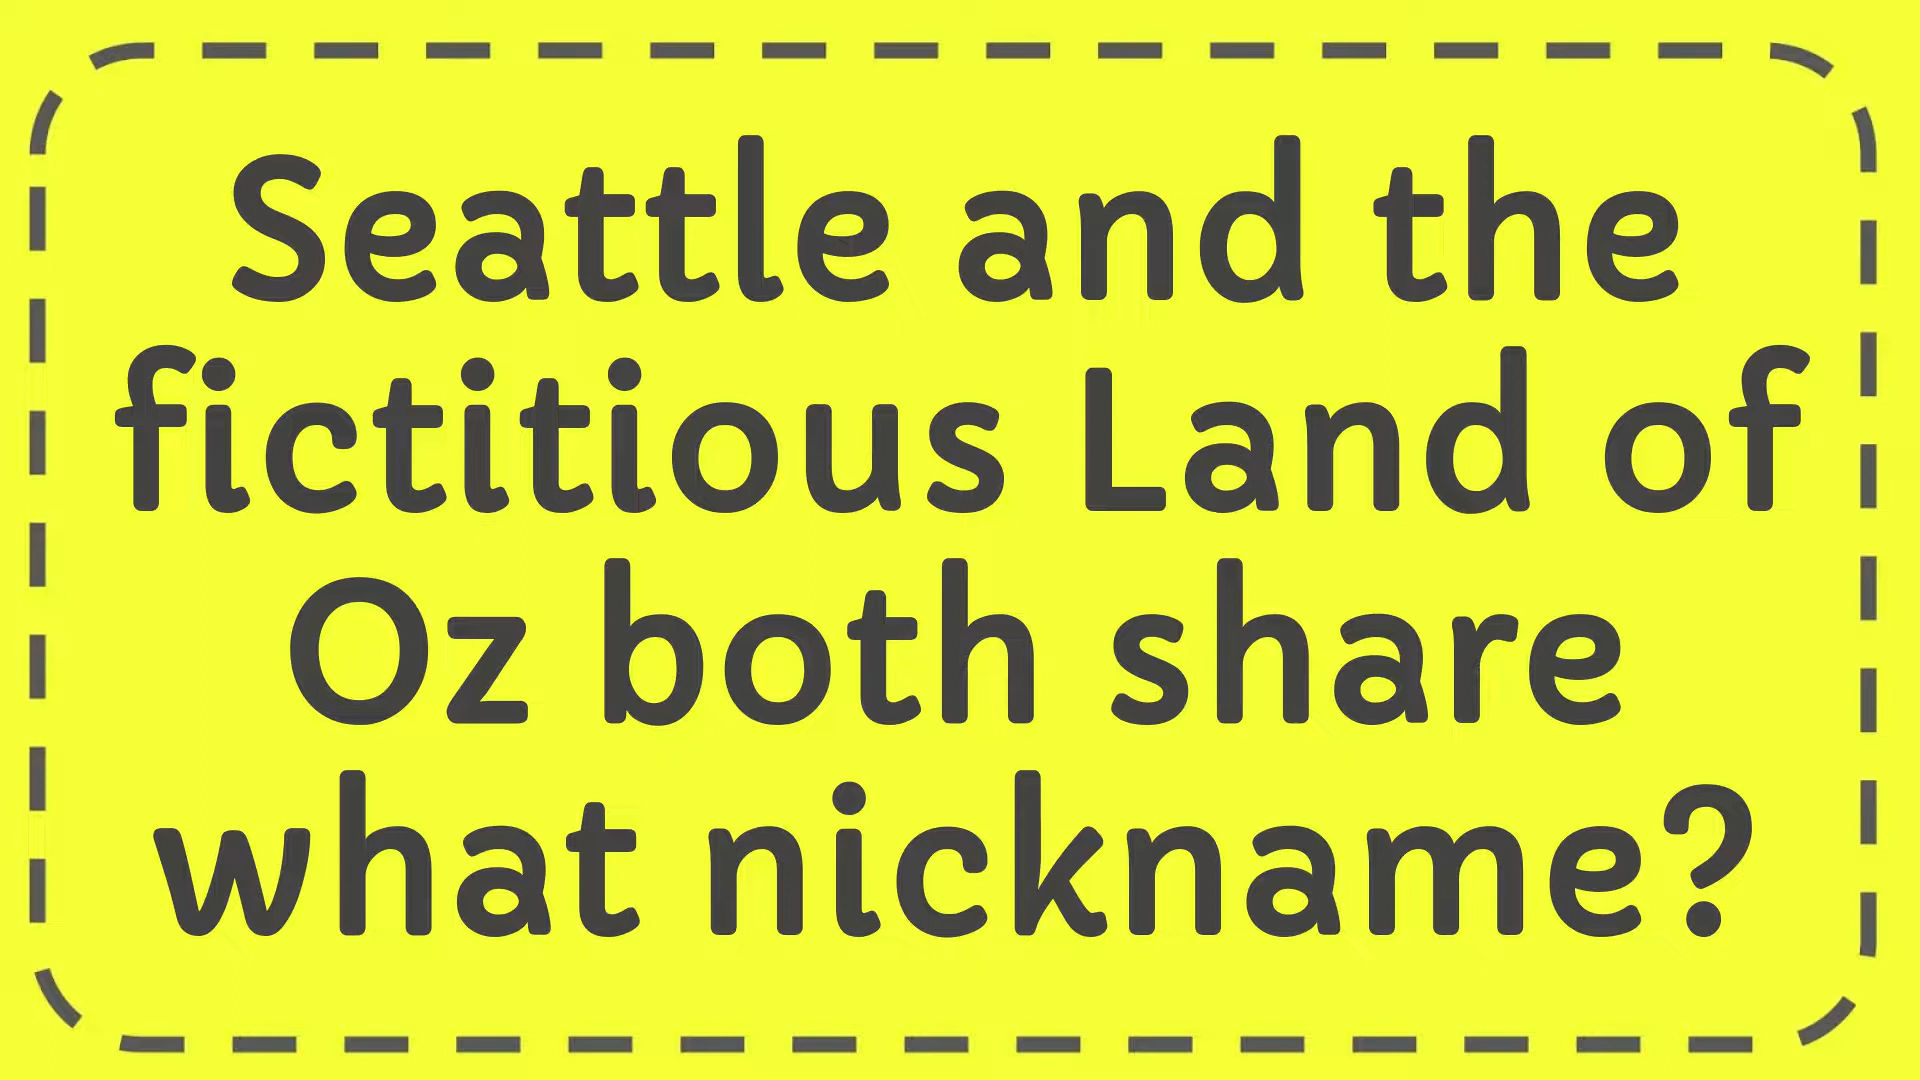 Seattle and the
fictitious Land of
Oz both share
what nickname?